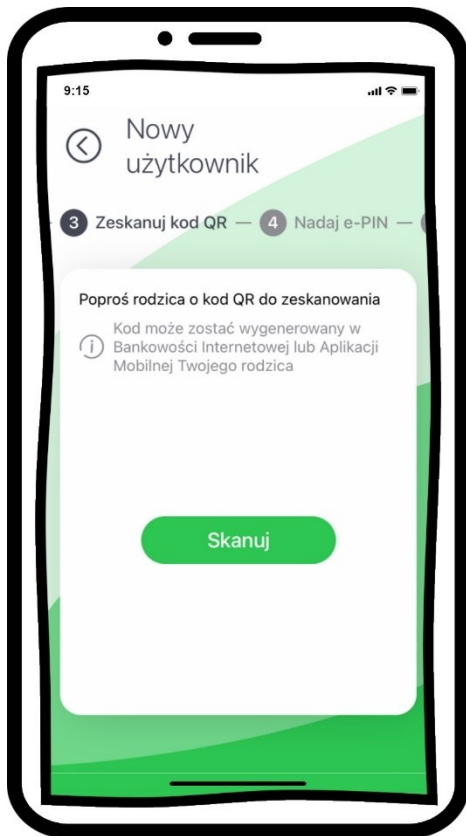 9:15
Nowy
użytkownik
3 Zeskanuj kod QR — 4 Nadaj e-PIN —
Poproś rodzica o kod QR do zeskanowania
Kod może zostać wygenerowany w
Bankowości Internetowej lub Aplikacji
Mobilnej Twojego rodzica
Skanuj